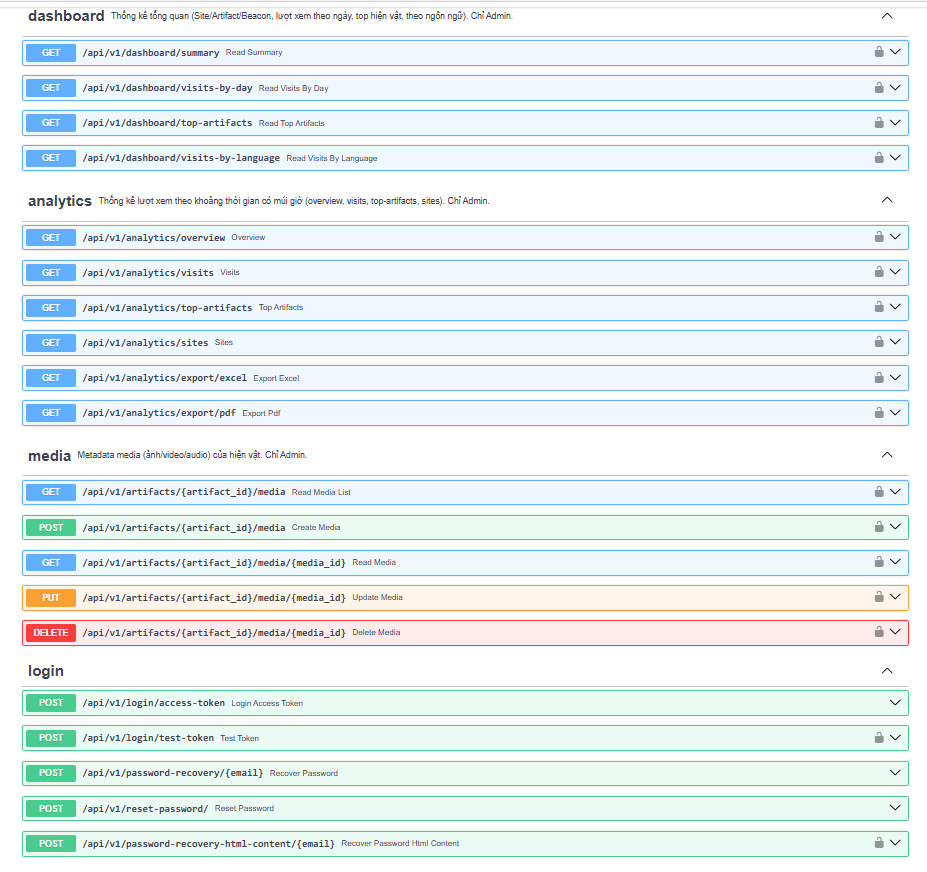 dashboard Thống kê tổng quan (Site/Artifact/Beacon, lượt xem theo ngày, top hiện vật, theo ngôn ngữ). Chỉ Admin.
GET /api/v1/dashboard/summary Read Summary
GET /api/v1/dashboard/visits-by-day Read Visits By Day
GET /api/v1/dashboard/top-artifacts Read Top Artifacts
GET /api/v1/dashboard/visits-by-language Read Visits By Language
analytics Thống kê lượt xem theo khoảng thời gian có múi giờ (overview, visits, top-artifacts, sites). Chỉ Admin.
GET /api/v1/analytics/overview Overview
GET /api/v1/analytics/visits Visits
GET /api/v1/analytics/top-artifacts Top Artifacts
GET /api/v1/analytics/sites Sites
GET /api/v1/analytics/export/excel Export Excel
GET /api/v1/analytics/export/pdf Export Pdf
media Metadata media (ảnh/video/audio) của hiện vật. Chỉ Admin.
GET /api/v1/artifacts/{artifact_id}/media Read Media List
POST /api/v1/artifacts/{artifact_id}/media Create Media
GET /api/v1/artifacts/{artifact_id}/media/{media_id} Read Media
PUT /api/v1/artifacts/{artifact_id}/media/{media_id} Update Media
DELETE /api/v1/artifacts/{artifact_id}/media/{media_id} Delete Media
login
POST /api/v1/login/access-token Login Access Token
POST /api/v1/login/test-token Test Token
POST /api/v1/password-recovery/{email} Recover Password
POST /api/v1/reset-password/ Reset Password
POST /api/v1/password-recovery-html-content/{email} Recover Password Html Content